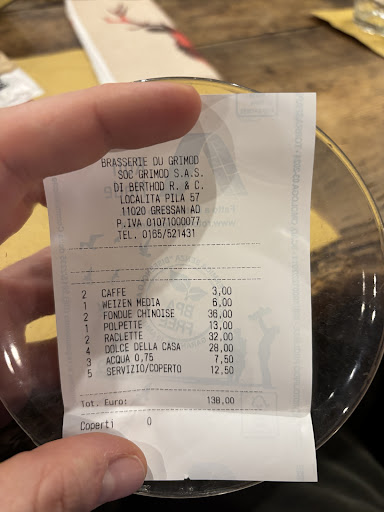 BRASSERIE DU GRIMOD
SOC GRIMOD S.A.S.
DI BERTHOD R. & C.
LOCALITA PILA 57
11020 GRESSAN AO
P.IVA 01071000077
TEL. 0165/521431
2 CAFFE 3,00
1 WEIZEN MEDIA 6,00
2 FONDUE CHINOISE 36,00
1 POLPETTE 13,00
2 RACLETTE 32,00
4 DOLCE DELLA CASA 28,00
3 ACQUA 0,75 7,50
5 SERVIZIO/COPERTO 12,50
Tot. Euro: 138,00
Coperti 0